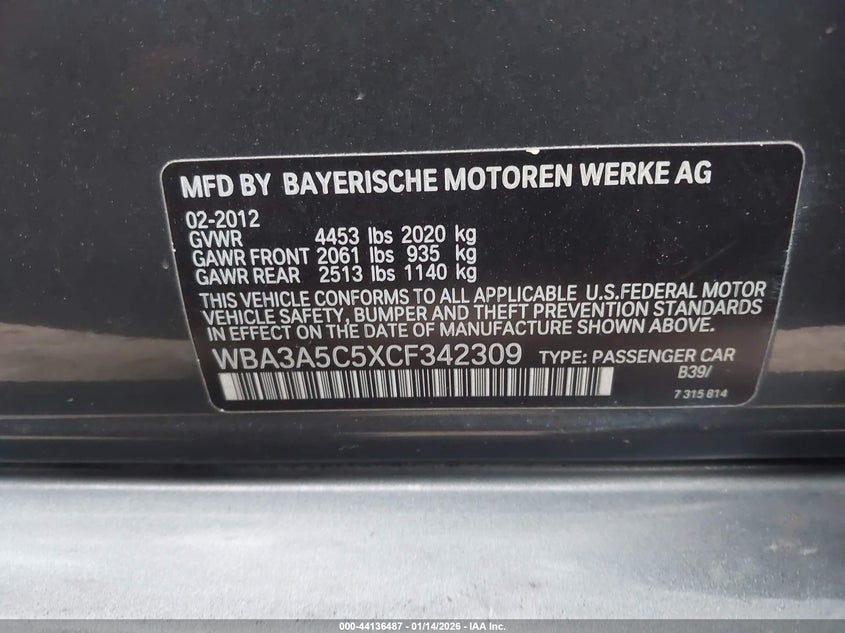 MFD BY BAYERISCHE MOTOREN WERKE AG
02-2012
GVWR 4453 lbs 2020 kg
GAWR FRONT 2061 lbs 935 kg
GAWR REAR 2513 lbs 1140 kg
THIS VEHICLE CONFORMS TO ALL APPLICABLE U.S.FEDERAL MOTOR
VEHICLE SAFETY, BUMPER AND THEFT PREVENTION STANDARDS
IN EFFECT ON THE DATE OF MANUFACTURE SHOWN ABOVE.
WBA3A5C5XCF342309 TYPE: PASSENGER CAR
B39/
7 315 814
000-44136487 - 01/14/2026 - IAA Inc.